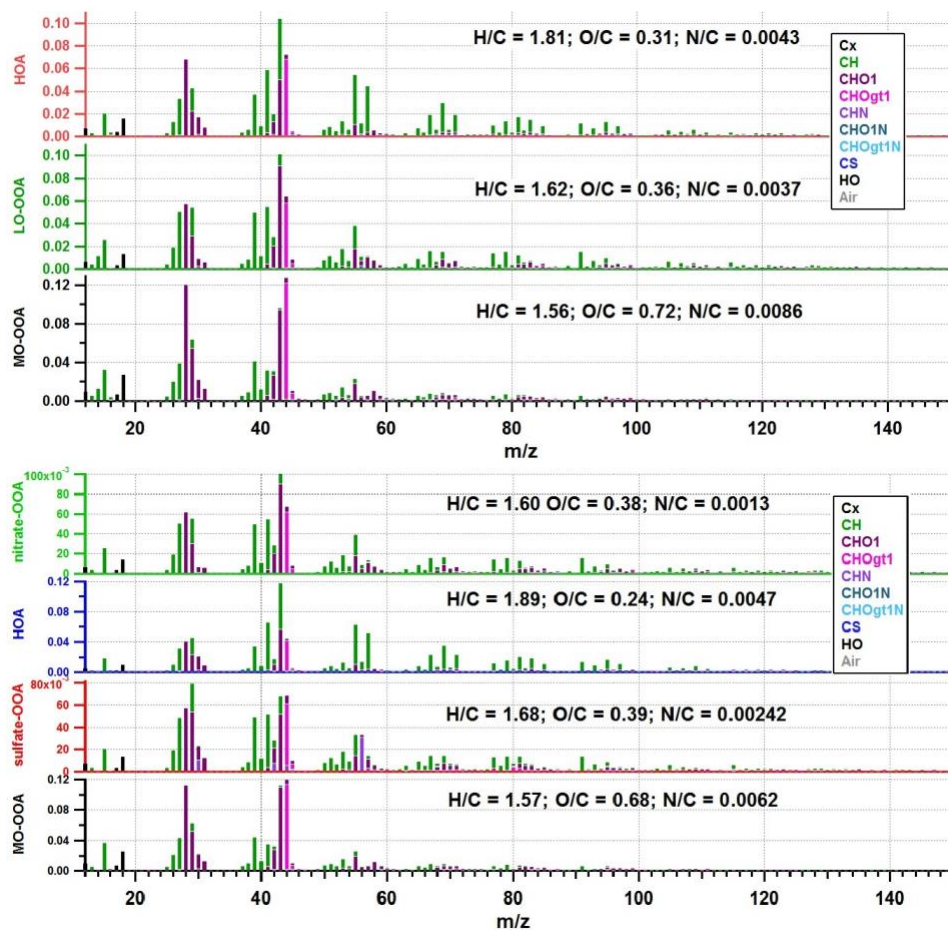 HOA
0.10
0.08
0.06
0.04
0.02
0.00
H/C = 1.81; O/C = 0.31; N/C = 0.0043
Cx
CH
CHO1
CHOgt1
CHN
CHO1N
CHOgt1N
CS
HO
Air
LO-OOA
0.10
0.08
0.06
0.04
0.02
0.00
H/C = 1.62; O/C = 0.36; N/C = 0.0037
MO-OOA
0.12
0.08
0.04
0.00
H/C = 1.56; O/C = 0.72; N/C = 0.0086
20 40 60 80 100 120 140
m/z
nitrate-OOA
100x10⁻³
80
60
40
20
0
H/C = 1.60 O/C = 0.38; N/C = 0.0013
Cx
CH
CHO1
CHOgt1
CHN
CHO1N
CHOgt1N
CS
HO
Air
HOA
0.12
0.08
0.04
0.00
H/C = 1.89; O/C = 0.24; N/C = 0.0047
sulfate-OOA
80x10⁻³
60
40
20
0
H/C = 1.68; O/C = 0.39; N/C = 0.00242
MO-OOA
0.12
0.08
0.04
0.00
H/C = 1.57; O/C = 0.68; N/C = 0.0062
20 40 60 80 100 120 140
m/z